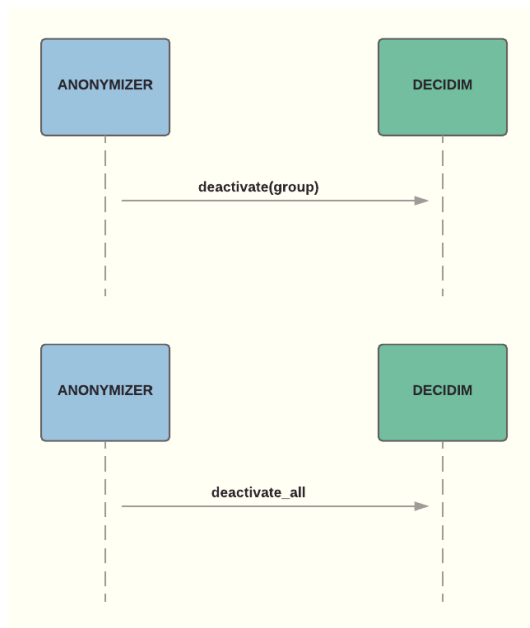 ANONYMIZER
DECIDIM
deactivate(group)
ANONYMIZER
DECIDIM
deactivate_all